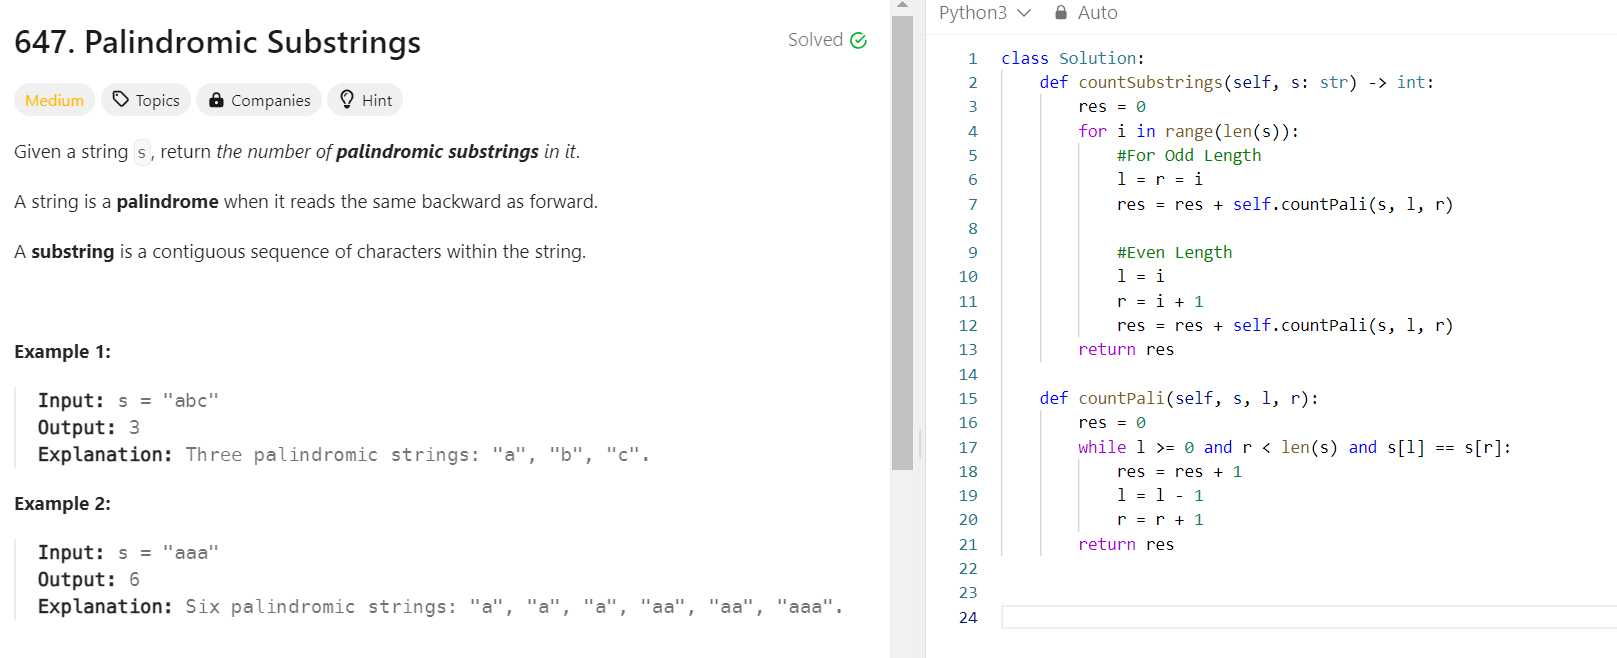 647. Palindromic Substrings
Solved
Medium
Topics
Companies
Hint
Given a string s, return the number of palindromic substrings in it.
A string is a palindrome when it reads the same backward as forward.
A substring is a contiguous sequence of characters within the string.
Example 1:
Input: s = "abc"
Output: 3
Explanation: Three palindromic strings: "a", "b", "c".
Example 2:
Input: s = "aaa"
Output: 6
Explanation: Six palindromic strings: "a", "a", "a", "aa", "aa", "aaa".
Python3
Auto
1 class Solution:
2     def countSubstrings(self, s: str) -> int:
3         res = 0
4         for i in range(len(s)):
5             #For Odd Length
6             l = r = i
7             res = res + self.countPali(s, l, r)
8
9             #Even Length
10             l = i
11             r = i + 1
12             res = res + self.countPali(s, l, r)
13         return res
14
15     def countPali(self, s, l, r):
16         res = 0
17         while l >= 0 and r < len(s) and s[l] == s[r]:
18             res = res + 1
19             l = l - 1
20             r = r + 1
21         return res
22
23
24